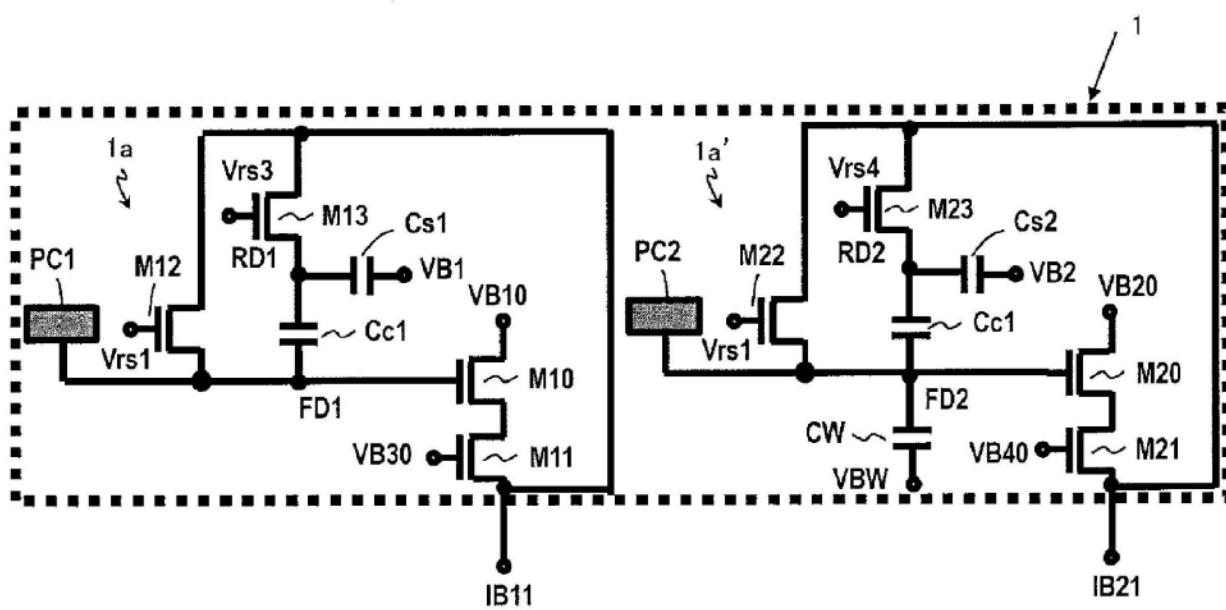 1
1a
Vrs3
M13
Cs1
RD1
VB1
PC1
M12
VB10
Cc1
Vrs1
M10
FD1
VB30
M11
IB11
1a'
Vrs4
M23
Cs2
RD2
VB2
PC2
M22
VB20
Cc1
Vrs1
M20
FD2
CW
VB40
M21
VBW
IB21